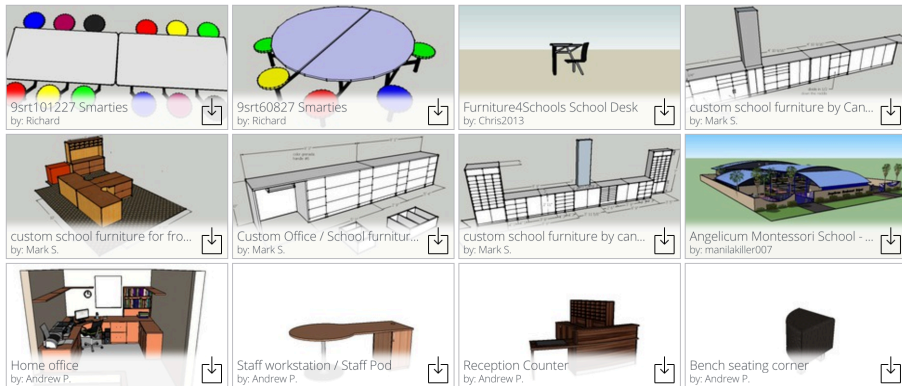 9srt101227 Smarties
by: Richard
9srt60827 Smarties
by: Richard
Furniture4Schools School Desk
by: Chris2013
custom school furniture by Can...
by: Mark S.
custom school furniture for fro...
by: Mark S.
Custom Office / School furnitur...
by: Mark S.
custom school furniture by can...
by: Mark S.
Angelicum Montessori School - ...
by: manilakiller007
Home office
by: Andrew P.
Staff workstation / Staff Pod
by: Andrew P.
Reception Counter
by: Andrew P.
Bench seating corner
by: Andrew P.